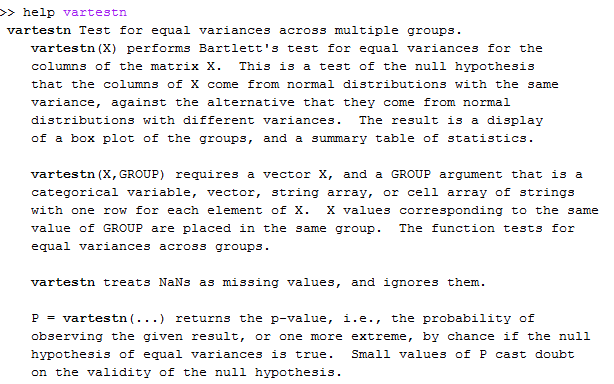 >> help vartestn
vartestn Test for equal variances across multiple groups.
vartestn(X) performs Bartlett's test for equal variances for the
columns of the matrix X.  This is a test of the null hypothesis
that the columns of X come from normal distributions with the same
variance, against the alternative that they come from normal
distributions with different variances.  The result is a display
of a box plot of the groups, and a summary table of statistics.
vartestn(X,GROUP) requires a vector X, and a GROUP argument that is a
categorical variable, vector, string array, or cell array of strings
with one row for each element of X.  X values corresponding to the same
value of GROUP are placed in the same group.  The function tests for
equal variances across groups.
vartestn treats NaNs as missing values, and ignores them.
P = vartestn(...) returns the p-value, i.e., the probability of
observing the given result, or one more extreme, by chance if the null
hypothesis of equal variances is true.  Small values of P cast doubt
on the validity of the null hypothesis.